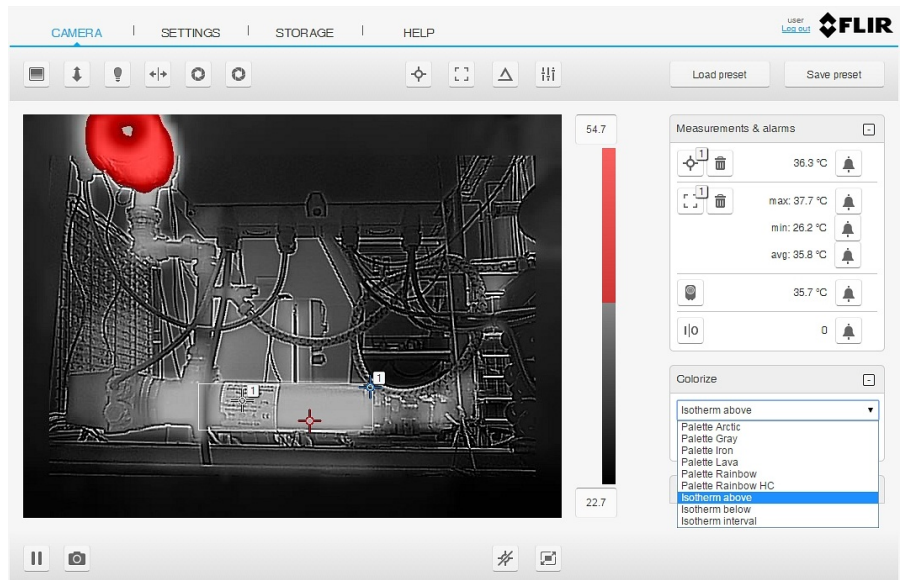 CAMERA SETTINGS STORAGE HELP
user
Log out
FLIR
Load preset Save preset
54.7
Measurements & alarms -
1 36.3 °C
1 max: 37.7 °C
min: 26.2 °C
avg: 35.8 °C
35.7 °C
I|O 0
1
1
Colorize -
Isotherm above
Palette Arctic
Palette Gray
Palette Iron
Palette Lava
Palette Rainbow
Palette Rainbow HC
Isotherm above
Isotherm below
Isotherm interval
22.7